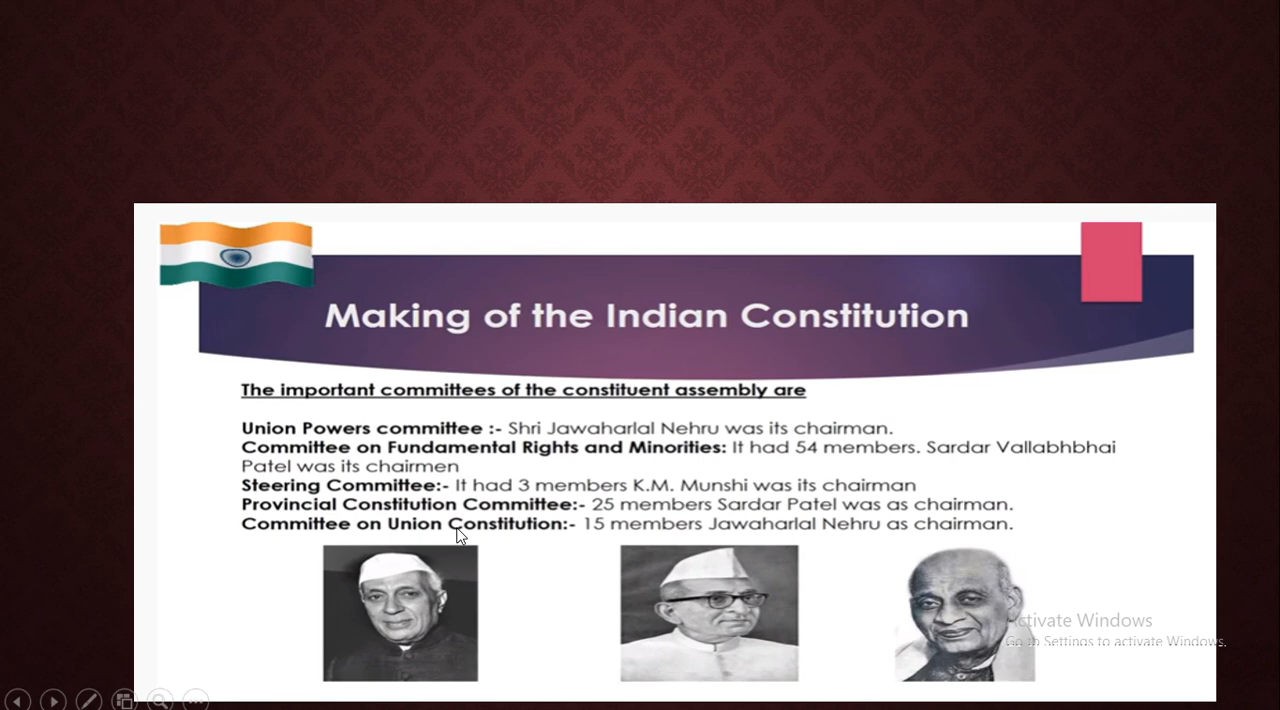 Making of the Indian Constitution
The important committees of the constituent assembly are
Union Powers committee :- Shri Jawaharlal Nehru was its chairman.
Committee on Fundamental Rights and Minorities: It had 54 members. Sardar Vallabhbhai
Patel was its chairmen
Steering Committee:- It had 3 members K.M. Munshi was its chairman
Provincial Constitution Committee:- 25 members Sardar Patel was as chairman.
Committee on Union Constitution:- 15 members Jawaharlal Nehru as chairman.
Activate Windows
Go to Settings to activate Windows.